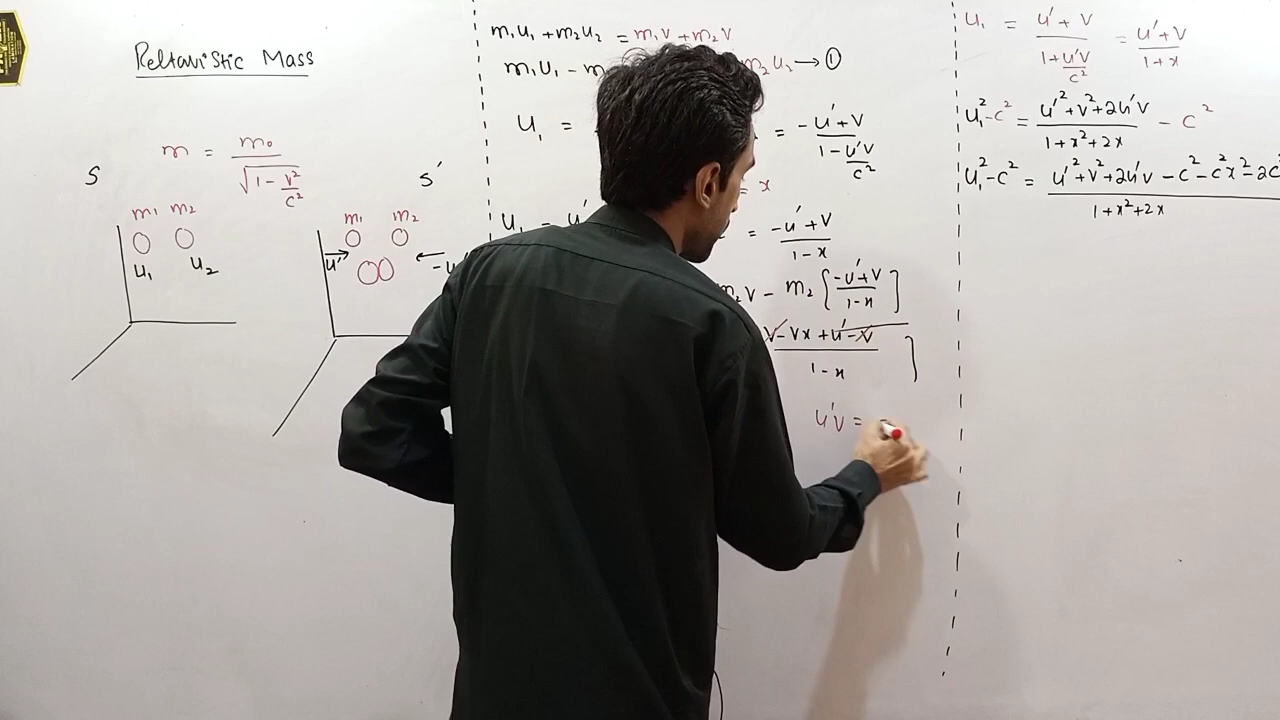 Reltavistic Mass
m = m₀ / √(1 - v²/c²)
S
S'
m₁ m₂
u₁ u₂
m₁ m₂
u'
m₁u₁ + m₂u₂ = m₁v + m₂v
m₁u₁ - m₂u₂ → ①
u₁ = = (-u'+v) / (1 - u'v/c²)
= x
u₁ = u' = (-u'+v) / (1-x)
m₂v - m₂ [(-u'+v) / (1-x)]
v - vx + u' - v / (1-x) ]
u'v =
u₁ = (u'+v) / (1 + u'v/c²) = (u'+v) / (1+x)
u₁² - c² = (u'² + v² + 2u'v) / (1+x²+2x) - c²
u₁² - c² = (u'² + v² + 2u'v - c² - c²x² - 2c²) / (1+x²+2x)